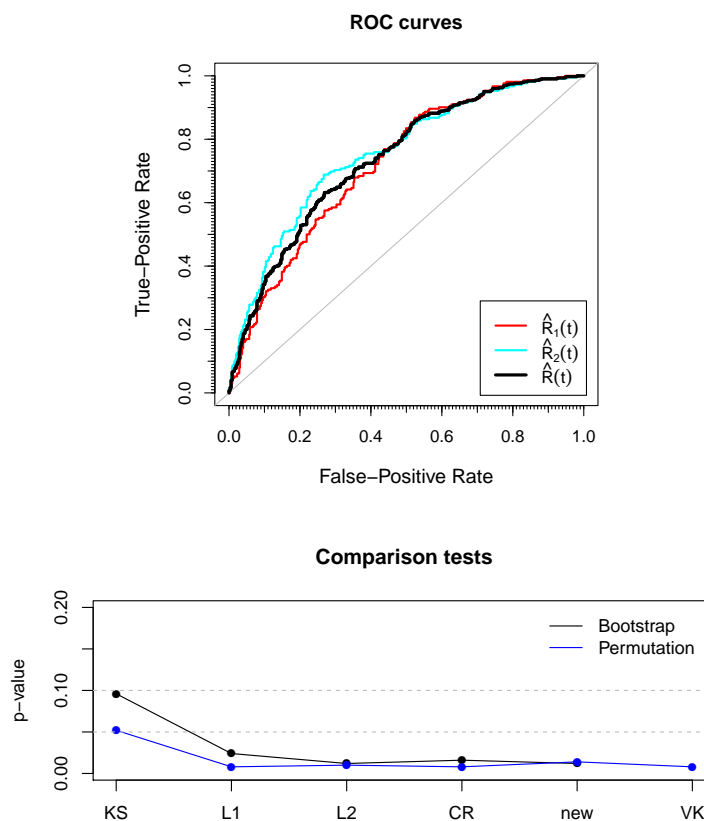 ROC curves
True−Positive Rate
1.0
0.8
0.6
0.4
0.2
0.0
R̂₁(t)
R̂₂(t)
R̂(t)
0.0 0.2 0.4 0.6 0.8 1.0
False−Positive Rate
Comparison tests
p−value
0.20
0.10
0.00
Bootstrap
Permutation
KS L1 L2 CR new VK